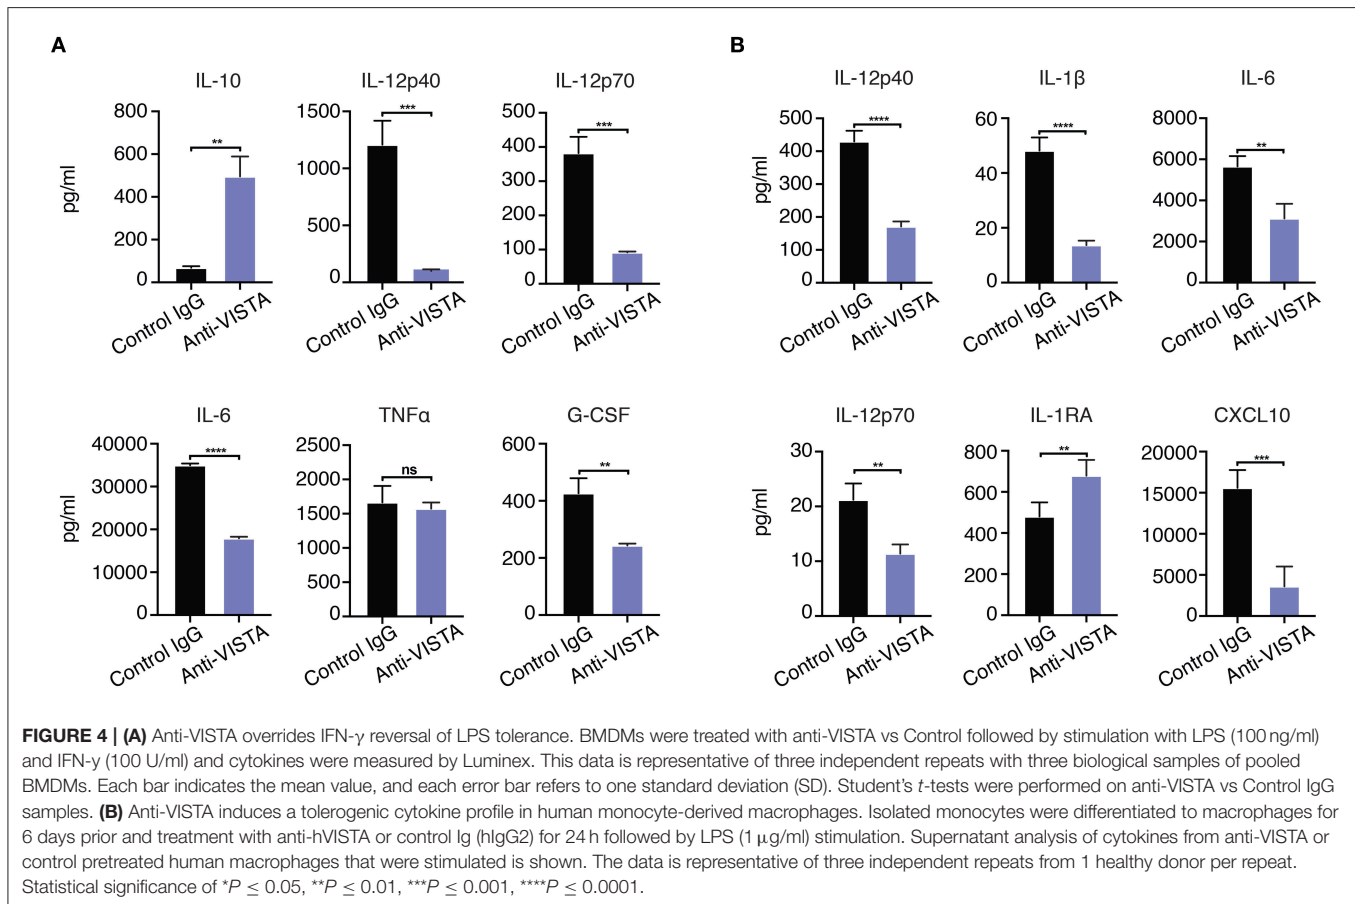 A
B
IL-10
IL-12p40
IL-12p70
pg/ml
800
600
400
200
0
**
Control IgG
Anti-VISTA
1500
1000
500
0
***
Control IgG
Anti-VISTA
500
400
300
200
100
0
***
Control IgG
Anti-VISTA
IL-12p40
IL-1β
IL-6
pg/ml
500
400
300
200
100
0
****
Control IgG
Anti-VISTA
60
40
20
0
****
Control IgG
Anti-VISTA
8000
6000
4000
2000
0
**
Control IgG
Anti-VISTA
IL-6
TNFα
G-CSF
pg/ml
40000
30000
20000
10000
0
****
Control IgG
Anti-VISTA
2500
2000
1500
1000
500
0
ns
Control IgG
Anti-VISTA
600
400
200
0
**
Control IgG
Anti-VISTA
IL-12p70
IL-1RA
CXCL10
pg/ml
30
20
10
0
**
Control IgG
Anti-VISTA
800
600
400
200
0
**
Control IgG
Anti-VISTA
20000
15000
10000
5000
0
***
Control IgG
Anti-VISTA
FIGURE 4 | (A) Anti-VISTA overrides IFN-γ reversal of LPS tolerance. BMDMs were treated with anti-VISTA vs Control followed by stimulation with LPS (100 ng/ml)
and IFN-y (100 U/ml) and cytokines were measured by Luminex. This data is representative of three independent repeats with three biological samples of pooled
BMDMs. Each bar indicates the mean value, and each error bar refers to one standard deviation (SD). Student's t-tests were performed on anti-VISTA vs Control IgG
samples. (B) Anti-VISTA induces a tolerogenic cytokine profile in human monocyte-derived macrophages. Isolated monocytes were differentiated to macrophages for
6 days prior and treatment with anti-hVISTA or control Ig (hIgG2) for 24 h followed by LPS (1 μg/ml) stimulation. Supernatant analysis of cytokines from anti-VISTA or
control pretreated human macrophages that were stimulated is shown. The data is representative of three independent repeats from 1 healthy donor per repeat.
Statistical significance of *P ≤ 0.05, **P ≤ 0.01, ***P ≤ 0.001, ****P ≤ 0.0001.